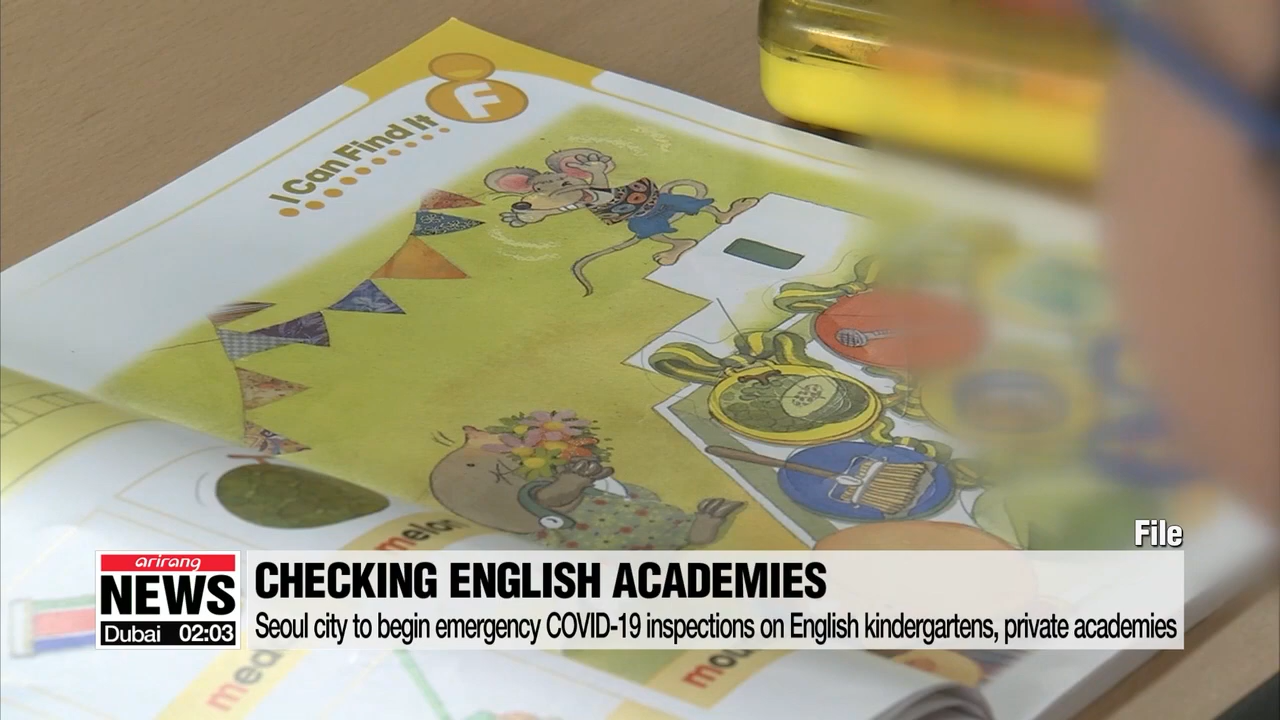 F
I Can Find It
melon
File
arirang
NEWS
Dubai 02:03
CHECKING ENGLISH ACADEMIES
Seoul city to begin emergency COVID-19 inspections on English kindergartens, private academies